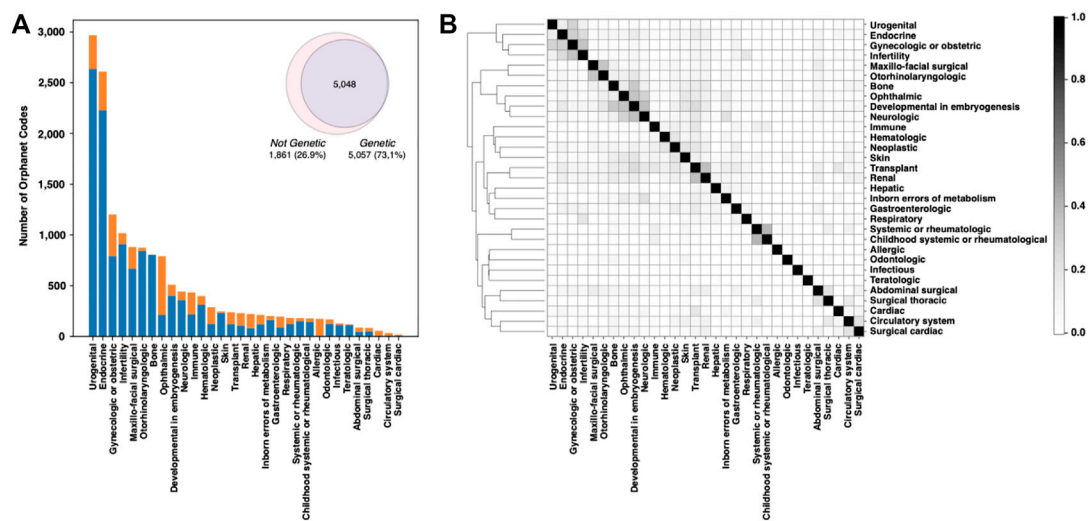 A
Number of Orphanet Codes
3,000
2,500
2,000
1,500
1,000
500
0
5,048
Not Genetic
1,861 (26.9%)
Genetic
5,057 (73,1%)
Urogenital
Endocrine
Gynecologic or obstetric
Infertility
Maxillo-facial surgical
Otorhinolaryngologic
Bone
Ophthalmic
Developmental in embryogenesis
Neurologic
Immune
Hematologic
Neoplastic
Skin
Transplant
Renal
Hepatic
Inborn errors of metabolism
Gastroenterologic
Respiratory
Systemic or rheumatologic
Childhood systemic or rheumatological
Allergic
Odontologic
Infectious
Teratologic
Abdominal surgical
Surgical thoracic
Cardiac
Circulatory system
Surgical cardiac
B
Urogenital
Endocrine
Gynecologic or obstetric
Infertility
Maxillo-facial surgical
Otorhinolaryngologic
Bone
Ophthalmic
Developmental in embryogenesis
Neurologic
Immune
Hematologic
Neoplastic
Skin
Transplant
Renal
Hepatic
Inborn errors of metabolism
Gastroenterologic
Respiratory
Systemic or rheumatologic
Childhood systemic or rheumatological
Allergic
Odontologic
Infectious
Teratologic
Abdominal surgical
Surgical thoracic
Cardiac
Circulatory system
Surgical cardiac
Urogenital
Endocrine
Gynecologic or obstetric
Infertility
Maxillo-facial surgical
Otorhinolaryngologic
Bone
Ophthalmic
Developmental in embryogenesis
Neurologic
Immune
Hematologic
Neoplastic
Skin
Transplant
Renal
Hepatic
Inborn errors of metabolism
Gastroenterologic
Respiratory
Systemic or rheumatologic
Childhood systemic or rheumatological
Allergic
Odontologic
Infectious
Teratologic
Abdominal surgical
Surgical thoracic
Cardiac
Circulatory system
Surgical cardiac
1.0
0.8
0.6
0.4
0.2
0.0